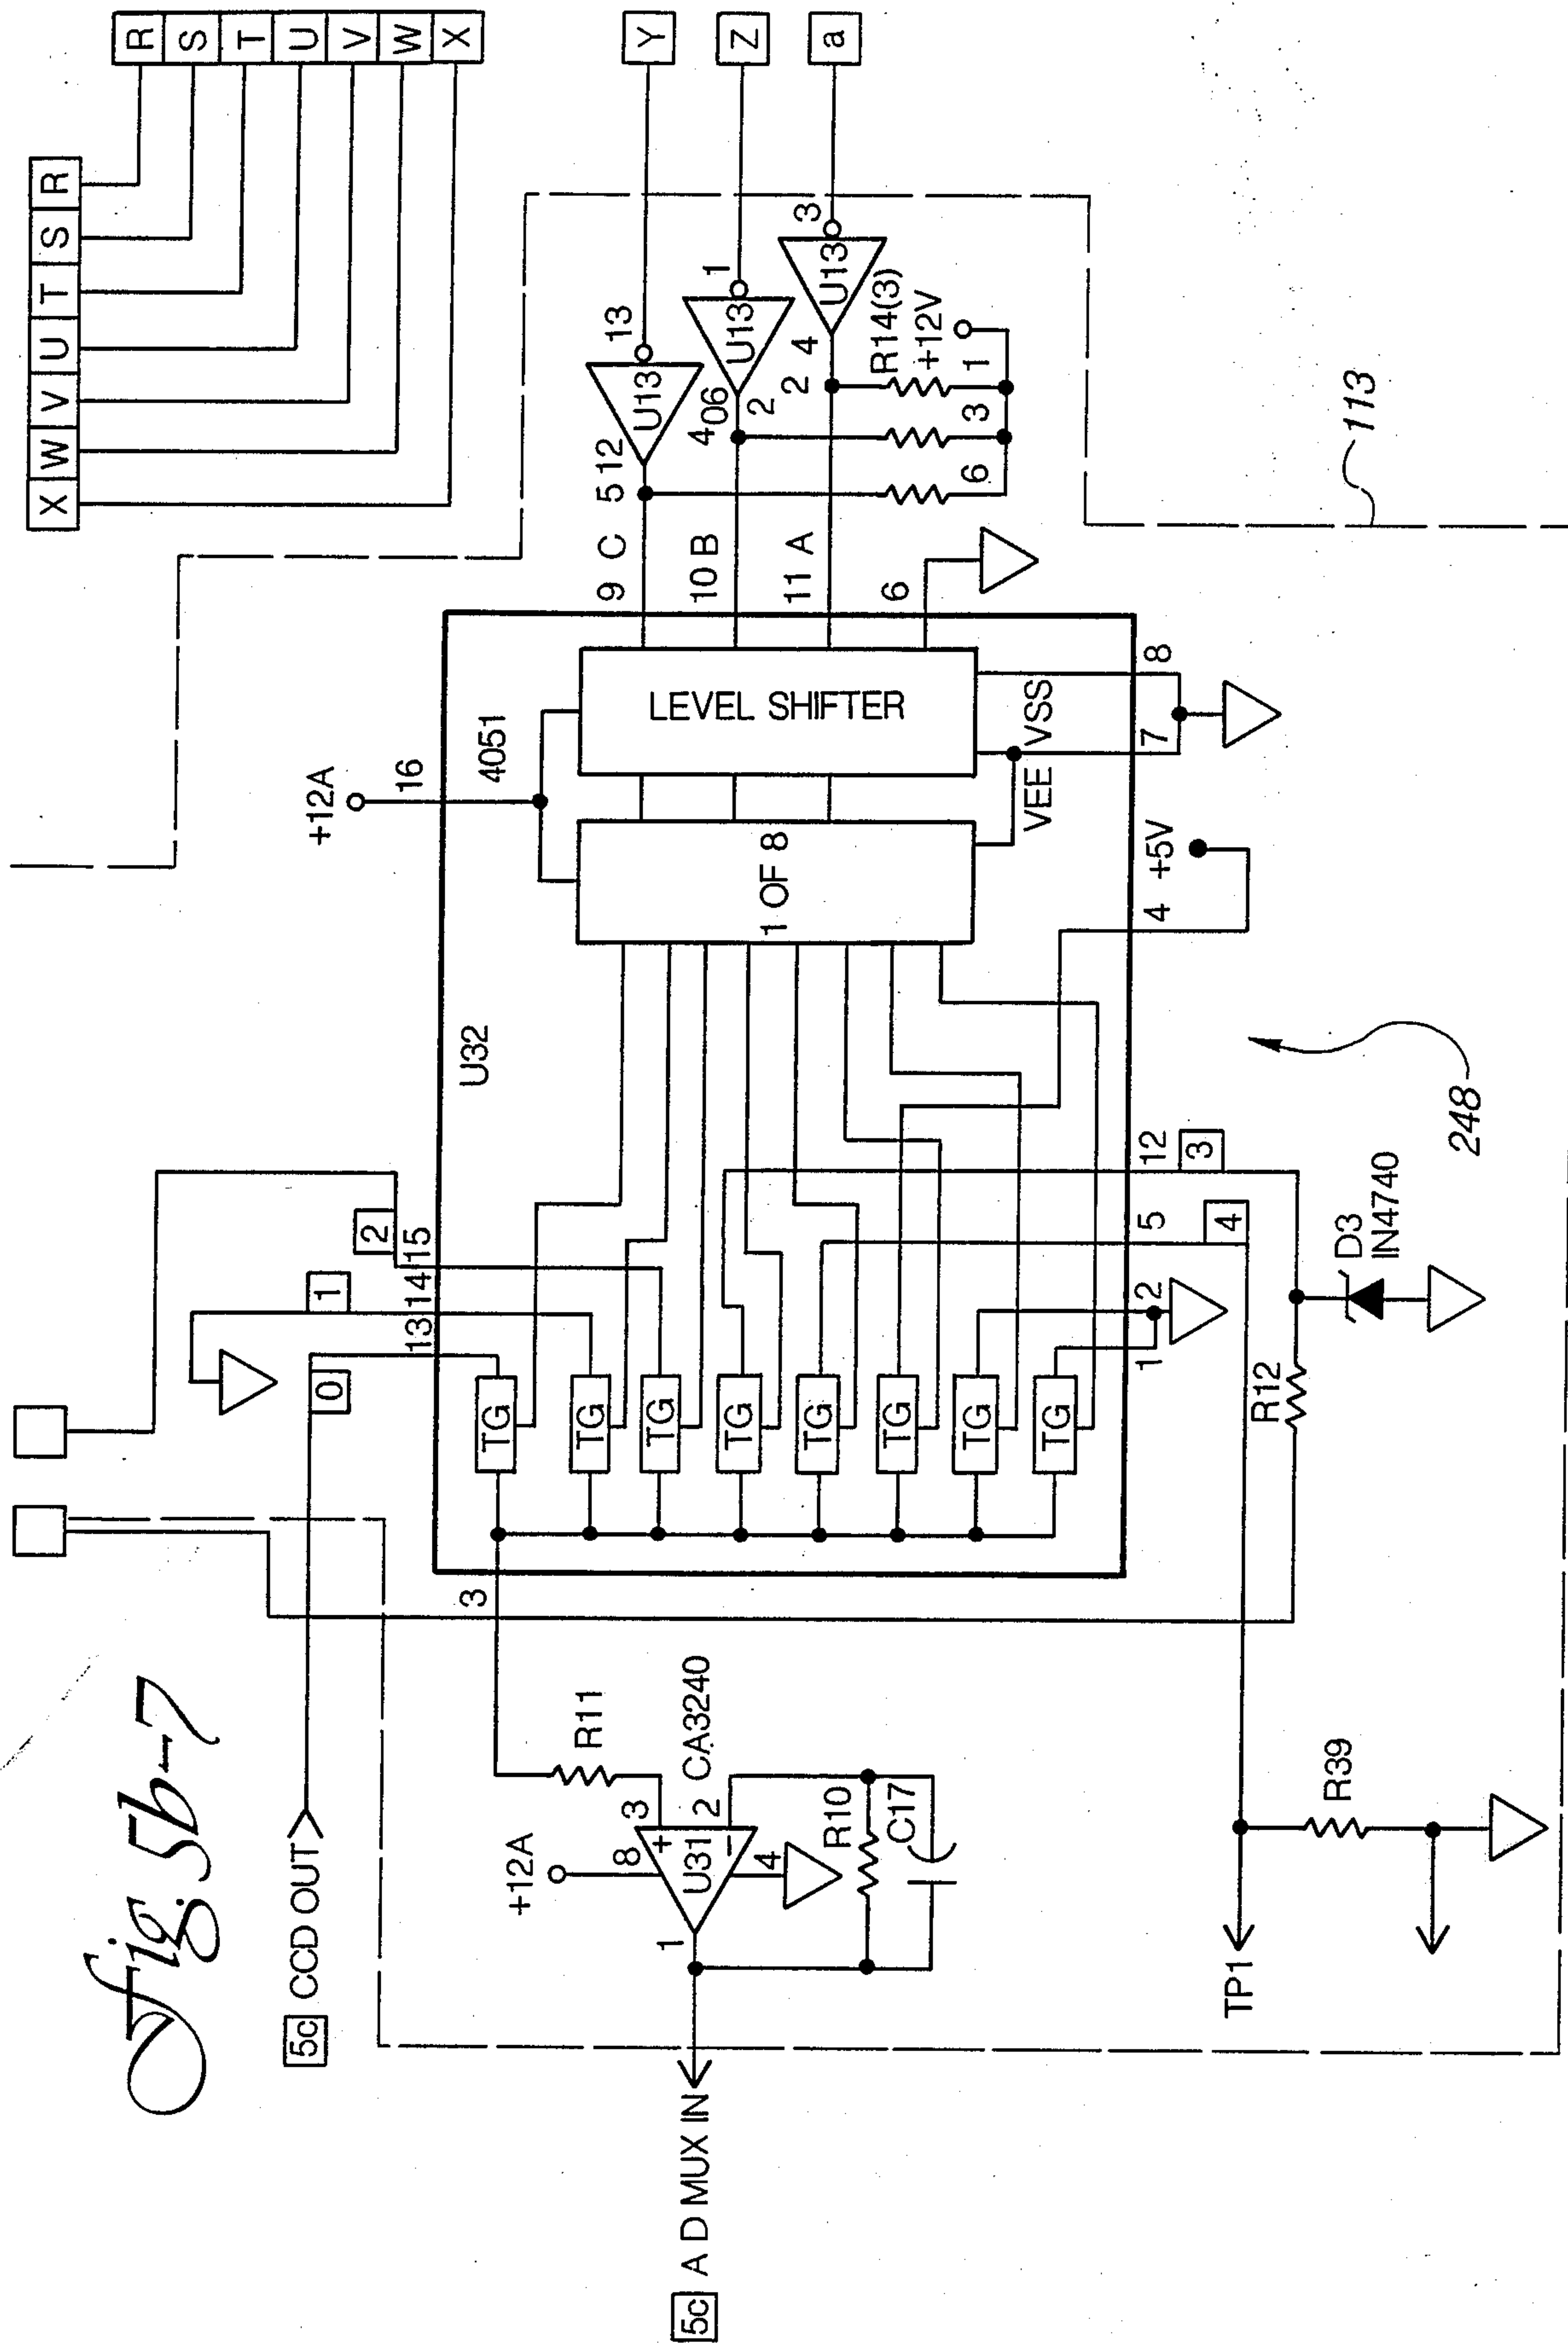 Fig. 5b-7
X W V U T S R
R
S
T
U
V
W
X
Y
Z
a
5c CCD OUT
0
1
2
13 14 15
+12A
16
U32
4051
LEVEL SHIFTER
1 OF 8
TG
TG
TG
TG
TG
TG
TG
TG
VEE VSS
7 8
9 C
10 B
11 A
6
5 12
U13
13
4 06
2
U13
1
2 4
U13
3
R14(3)
+12V
6 3 1
4 +5V
12
3
5
4
1 2
R12
D3
IN4740
248
113
3
R11
+12A
8
3
+
U31
-
2 CA3240
4
1
R10
C17
5c A D MUX IN
TP1
R39